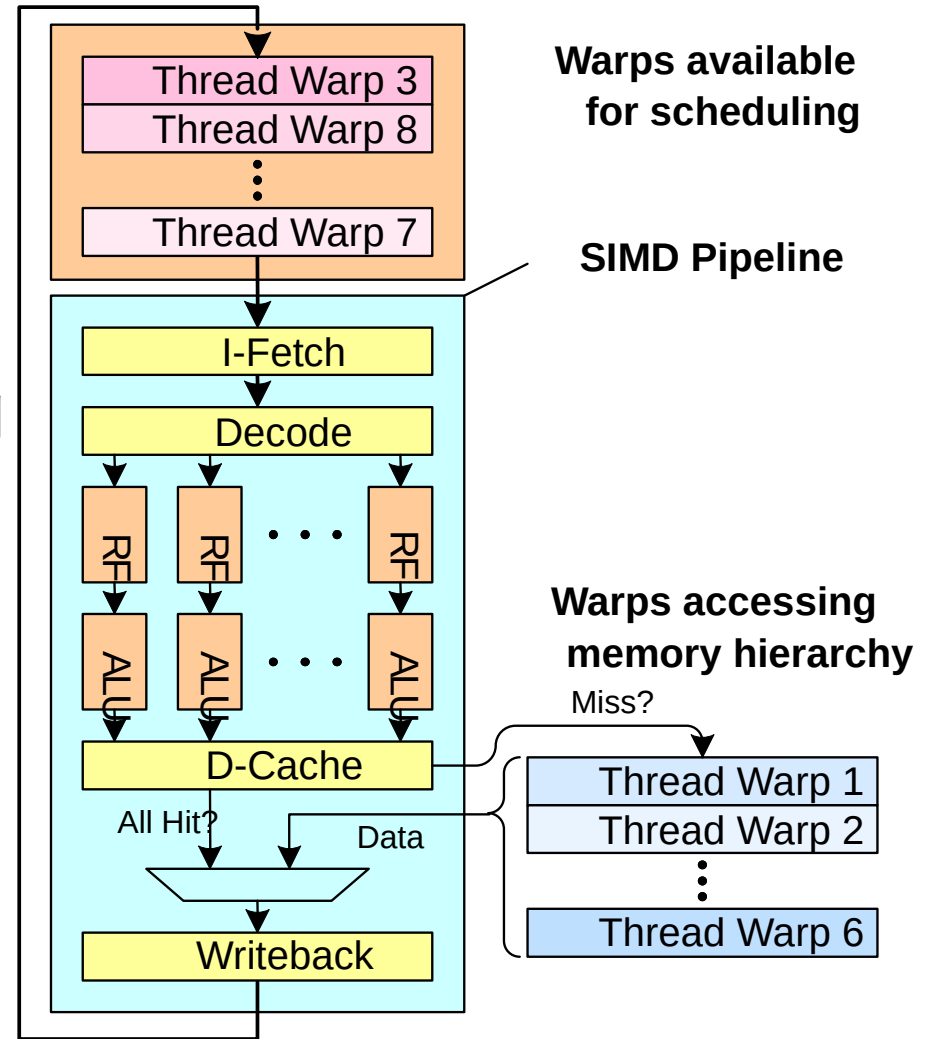 Thread Warp 3
Thread Warp 8
Thread Warp 7
Warps available
for scheduling
SIMD Pipeline
I-Fetch
Decode
RF
RF
RF
ALU
ALU
ALU
D-Cache
All Hit?
Data
Writeback
Warps accessing
memory hierarchy
Miss?
Thread Warp 1
Thread Warp 2
Thread Warp 6